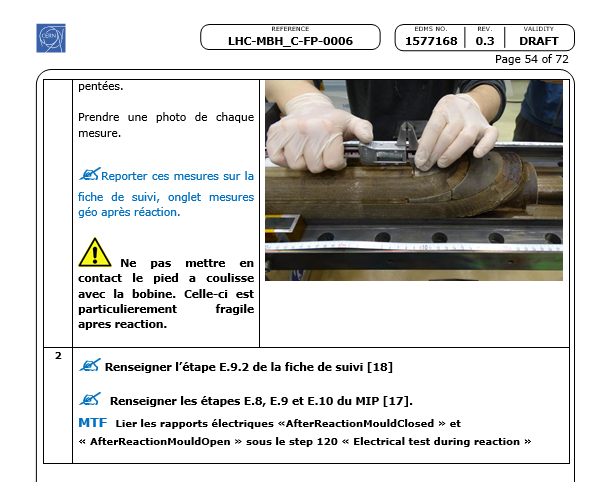 CERN
REFERENCE
LHC-MBH_C-FP-0006
EDMS NO. REV. VALIDITY
1577168 0.3 DRAFT
Page 54 of 72
pentées.
Prendre une photo de chaque
mesure.
Reporter ces mesures sur la
fiche de suivi, onglet mesures
géo après réaction.
Ne pas mettre en
contact le pied a coulisse
avec la bobine. Celle-ci est
particulierement fragile
apres reaction.
2
Renseigner l’étape E.9.2 de la fiche de suivi [18]
Renseigner les étapes E.8, E.9 et E.10 du MIP [17].
MTF Lier les rapports électriques «AfterReactionMouldClosed » et
« AfterReactionMouldOpen » sous le step 120 « Electrical test during reaction »